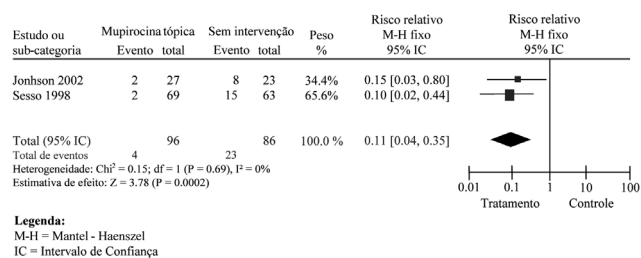 Estudo ou sub-categoria Mupirocina tópica Evento total Sem intervenção Evento total Peso % Risco relativo M-H fixo 95% IC Risco relativo M-H fixo 95% IC
Jonhson 2002 2 27 8 23 34.4% 0.15 [0.03, 0.80]
Sesso 1998 2 69 15 63 65.6% 0.10 [0.02, 0.44]
Total (95% IC) 96 86 100.0 % 0.11 [0.04, 0.35]
Total de eventos 4 23
Heterogeneidade: Chi² = 0.15; df = 1 (P = 0.69), I² = 0%
Estimativa de efeito: Z = 3.78 (P = 0.0002)
0.01 0.1 1 10 100
Tratamento Controle
Legenda:
M-H = Mantel - Haenszel
IC = Intervalo de Confiança